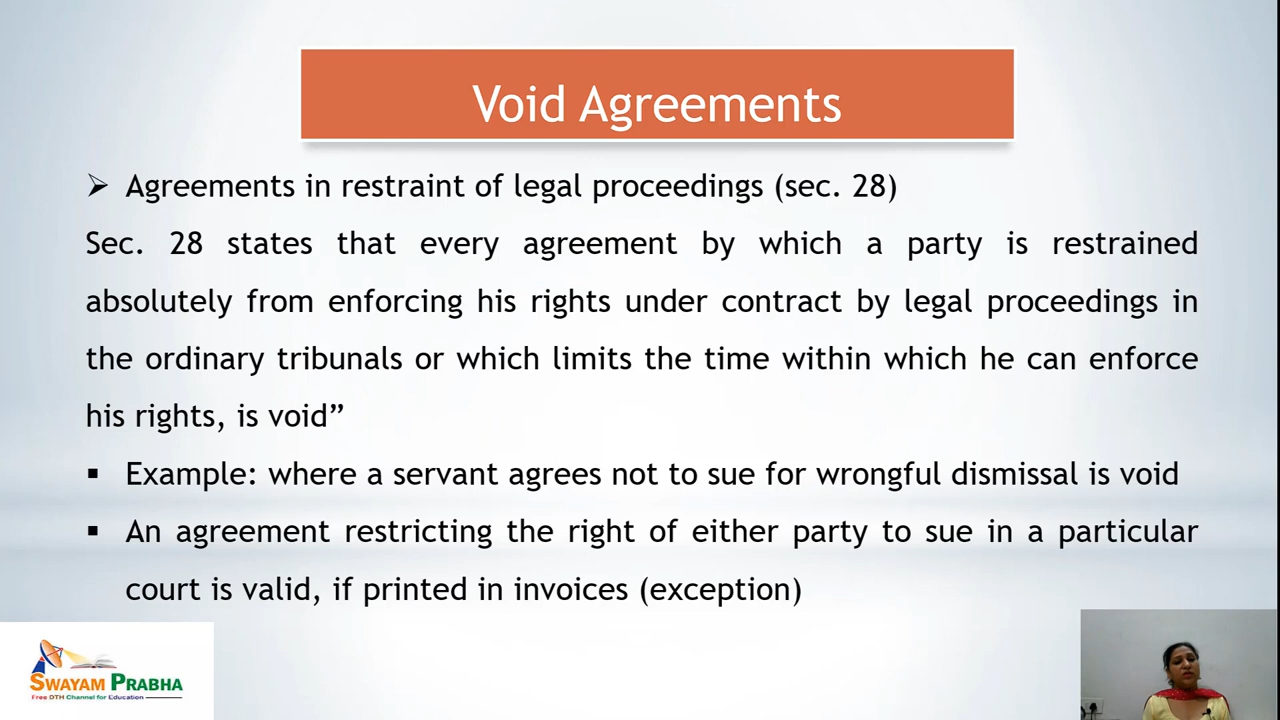 Void Agreements
Agreements in restraint of legal proceedings (sec. 28)
Sec. 28 states that every agreement by which a party is restrained
absolutely from enforcing his rights under contract by legal proceedings in
the ordinary tribunals or which limits the time within which he can enforce
his rights, is void”
Example: where a servant agrees not to sue for wrongful dismissal is void
An agreement restricting the right of either party to sue in a particular
court is valid, if printed in invoices (exception)
SWAYAM PRABHA
Free DTH Channel for Education